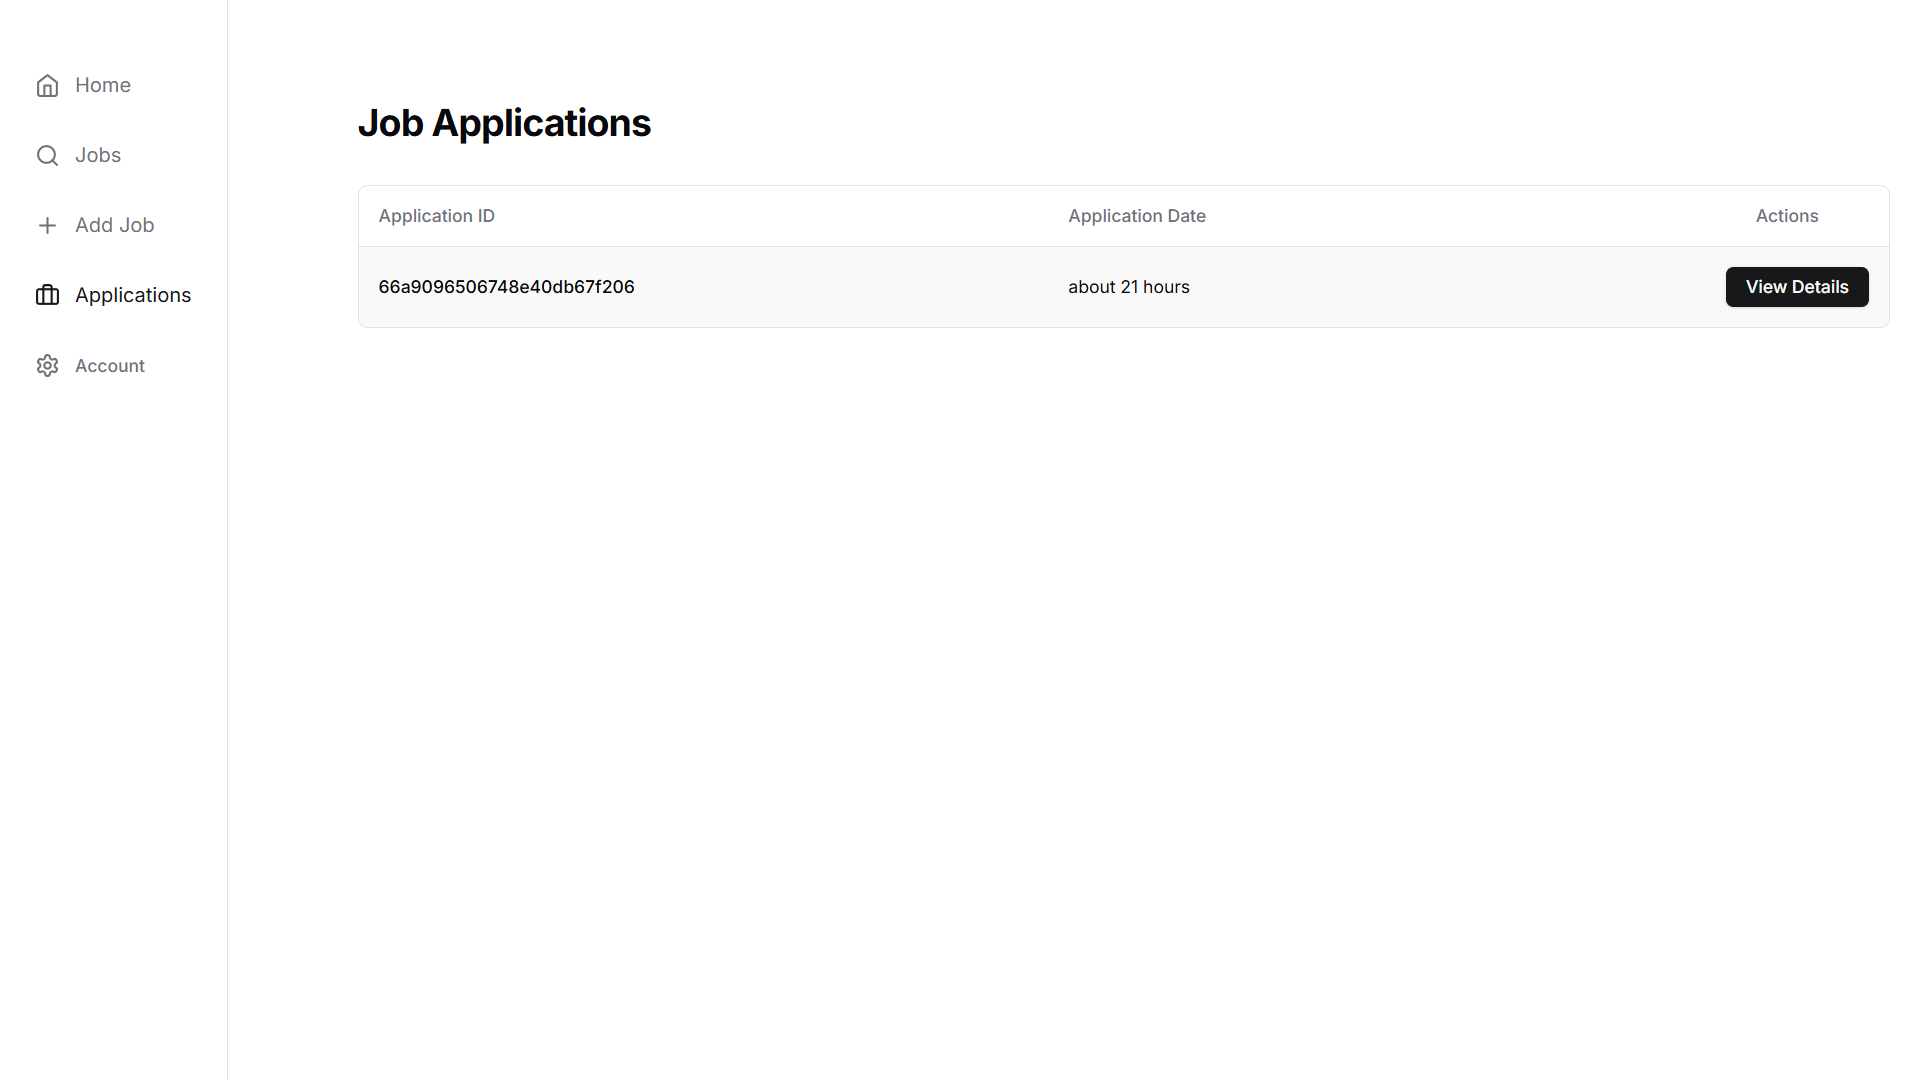 Home
Jobs
Add Job
Applications
Account
Job Applications
Application ID Application Date Actions
66a9096506748e40db67f206 about 21 hours View Details